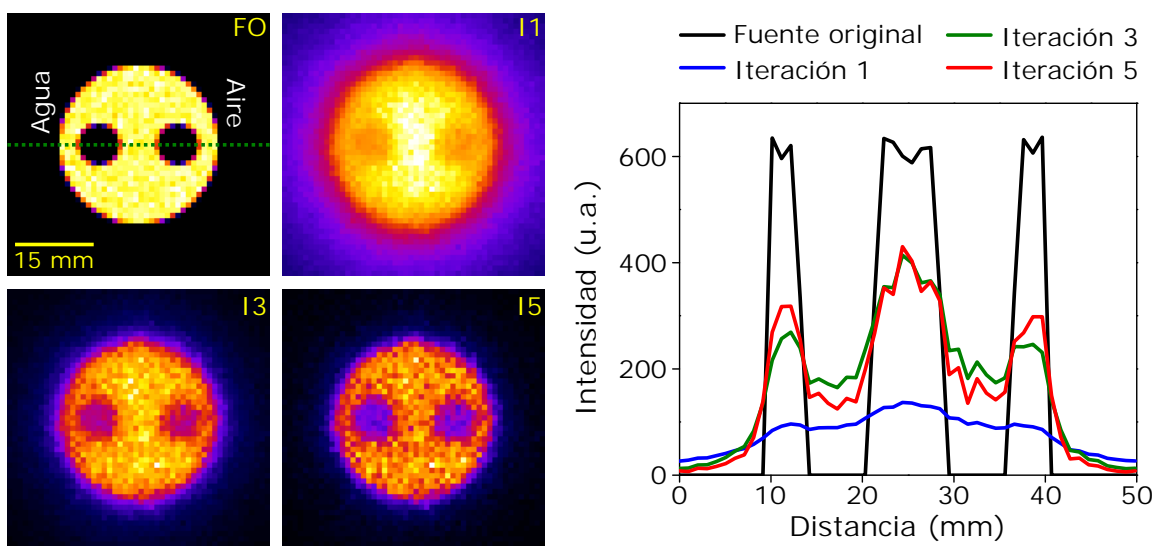 FO
Agua
Aire
15 mm
I1
I3
I5
Fuente original
Iteración 1
Iteración 3
Iteración 5
Intensidad (u.a.)
600
400
200
0
0 10 20 30 40 50
Distancia (mm)